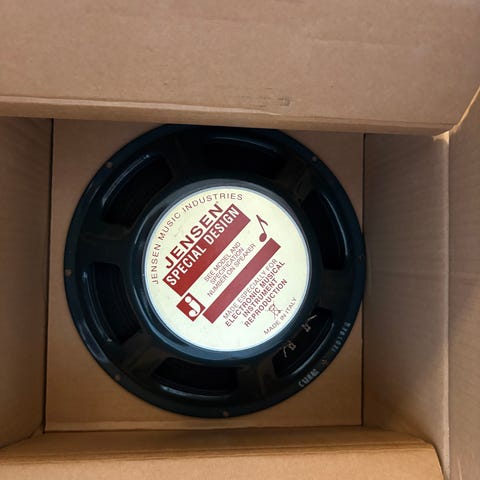 JENSEN MUSIC INDUSTRIES
JENSEN®
SPECIAL DESIGN
SEE MODEL AND
SPECIFICATION
NUMBER ON SPEAKER
j
MADE ESPECIALLY FOR
ELECTRONIC MUSICAL
INSTRUMENT
REPRODUCTION
MADE IN ITALY